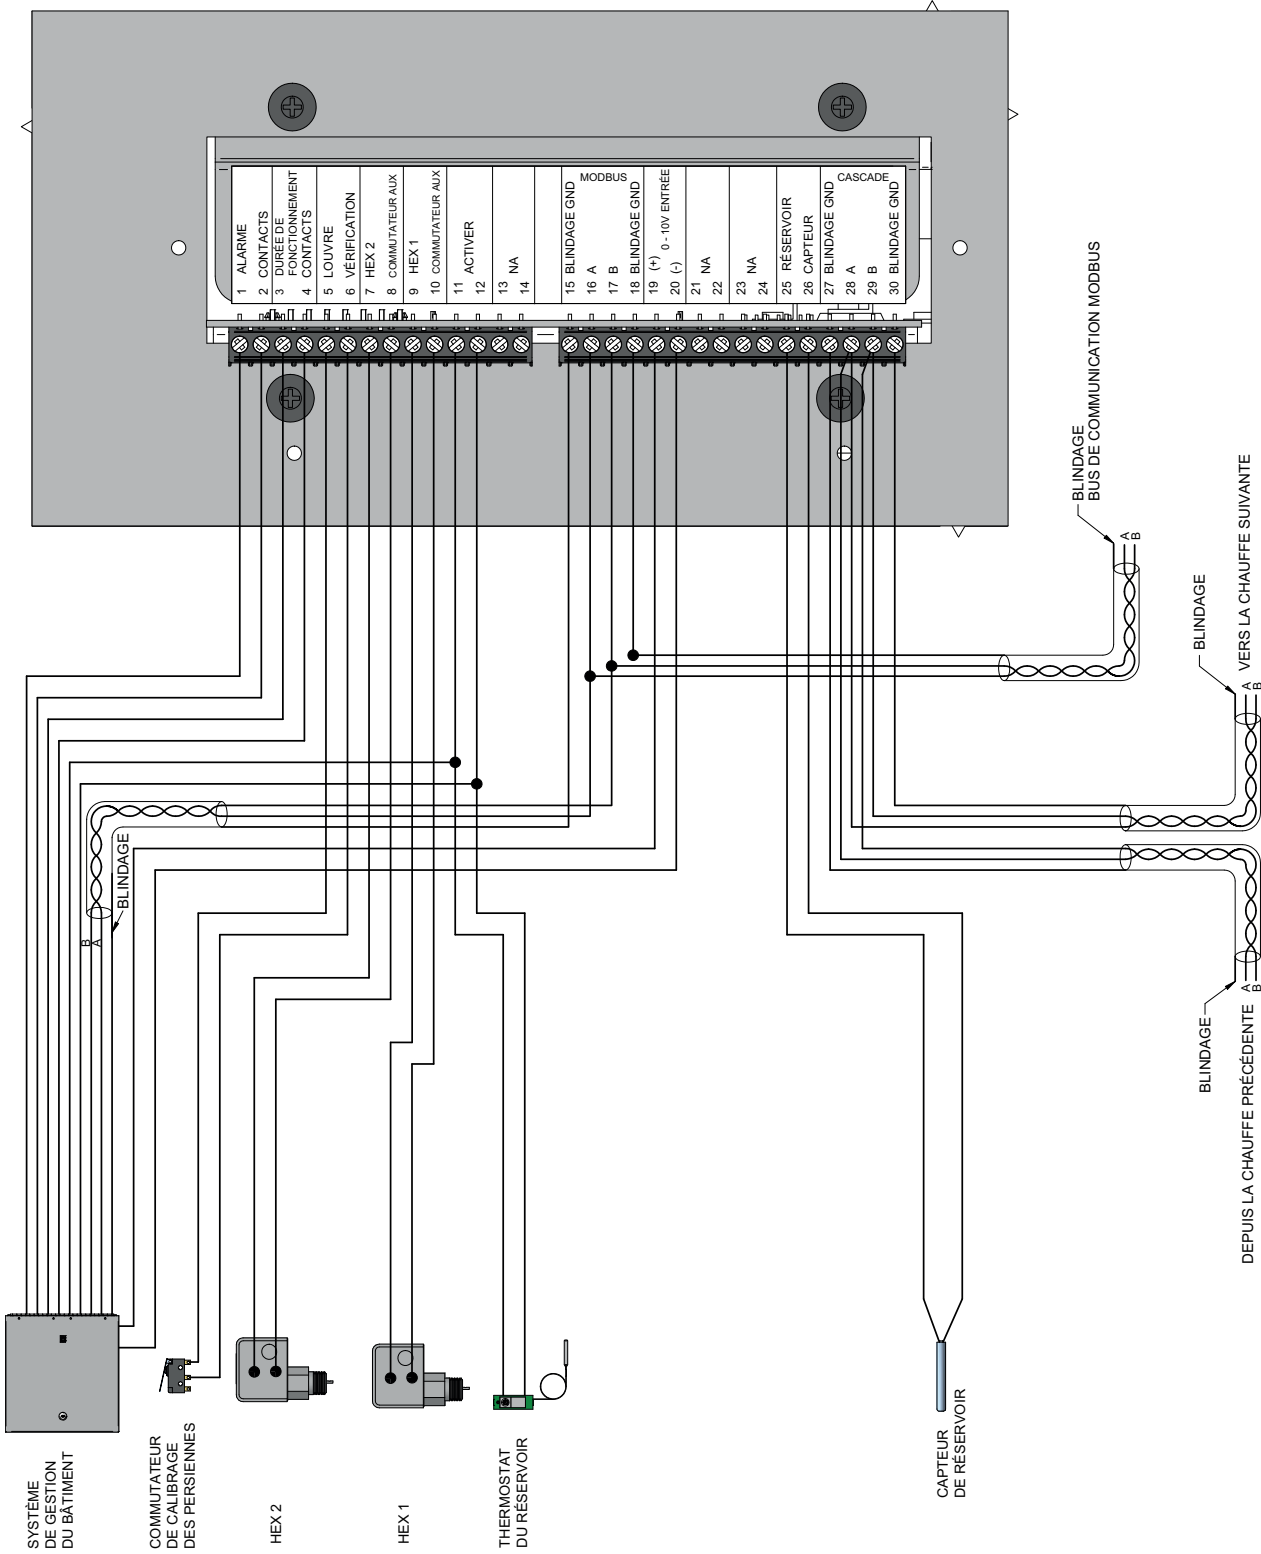 1 ALARME
2 CONTACTS
3 DURÉE DE
FONCTIONNEMENT
4 CONTACTS
5 LOUVRE
6 VÉRIFICATION
7 HEX 2
8 COMMUTATEUR AUX
9 HEX 1
10 COMMUTATEUR AUX
11
ACTIVER
12
13
NA
14
MODBUS
15 BLINDAGE GND
16 A
17 B
18 BLINDAGE GND
19 (+)
0 - 10V ENTRÉE
20 (-)
21
NA
22
23
NA
24
25 RÉSERVOIR
26 CAPTEUR
CASCADE
27 BLINDAGE GND
28 A
29 B
30 BLINDAGE GND
BLINDAGE
BUS DE COMMUNICATION MODBUS
A
B
BLINDAGE
A
B
VERS LA CHAUFFE SUIVANTE
BLINDAGE
A
B
DEPUIS LA CHAUFFE PRÉCÉDENTE
BLINDAGE
B
A
SYSTÈME
DE GESTION
DU BÂTIMENT
COMMUTATEUR
DE CALIBRAGE
DES PERSIENNES
HEX 2
HEX 1
THERMOSTAT
DU RÉSERVOIR
CAPTEUR
DE RÉSERVOIR